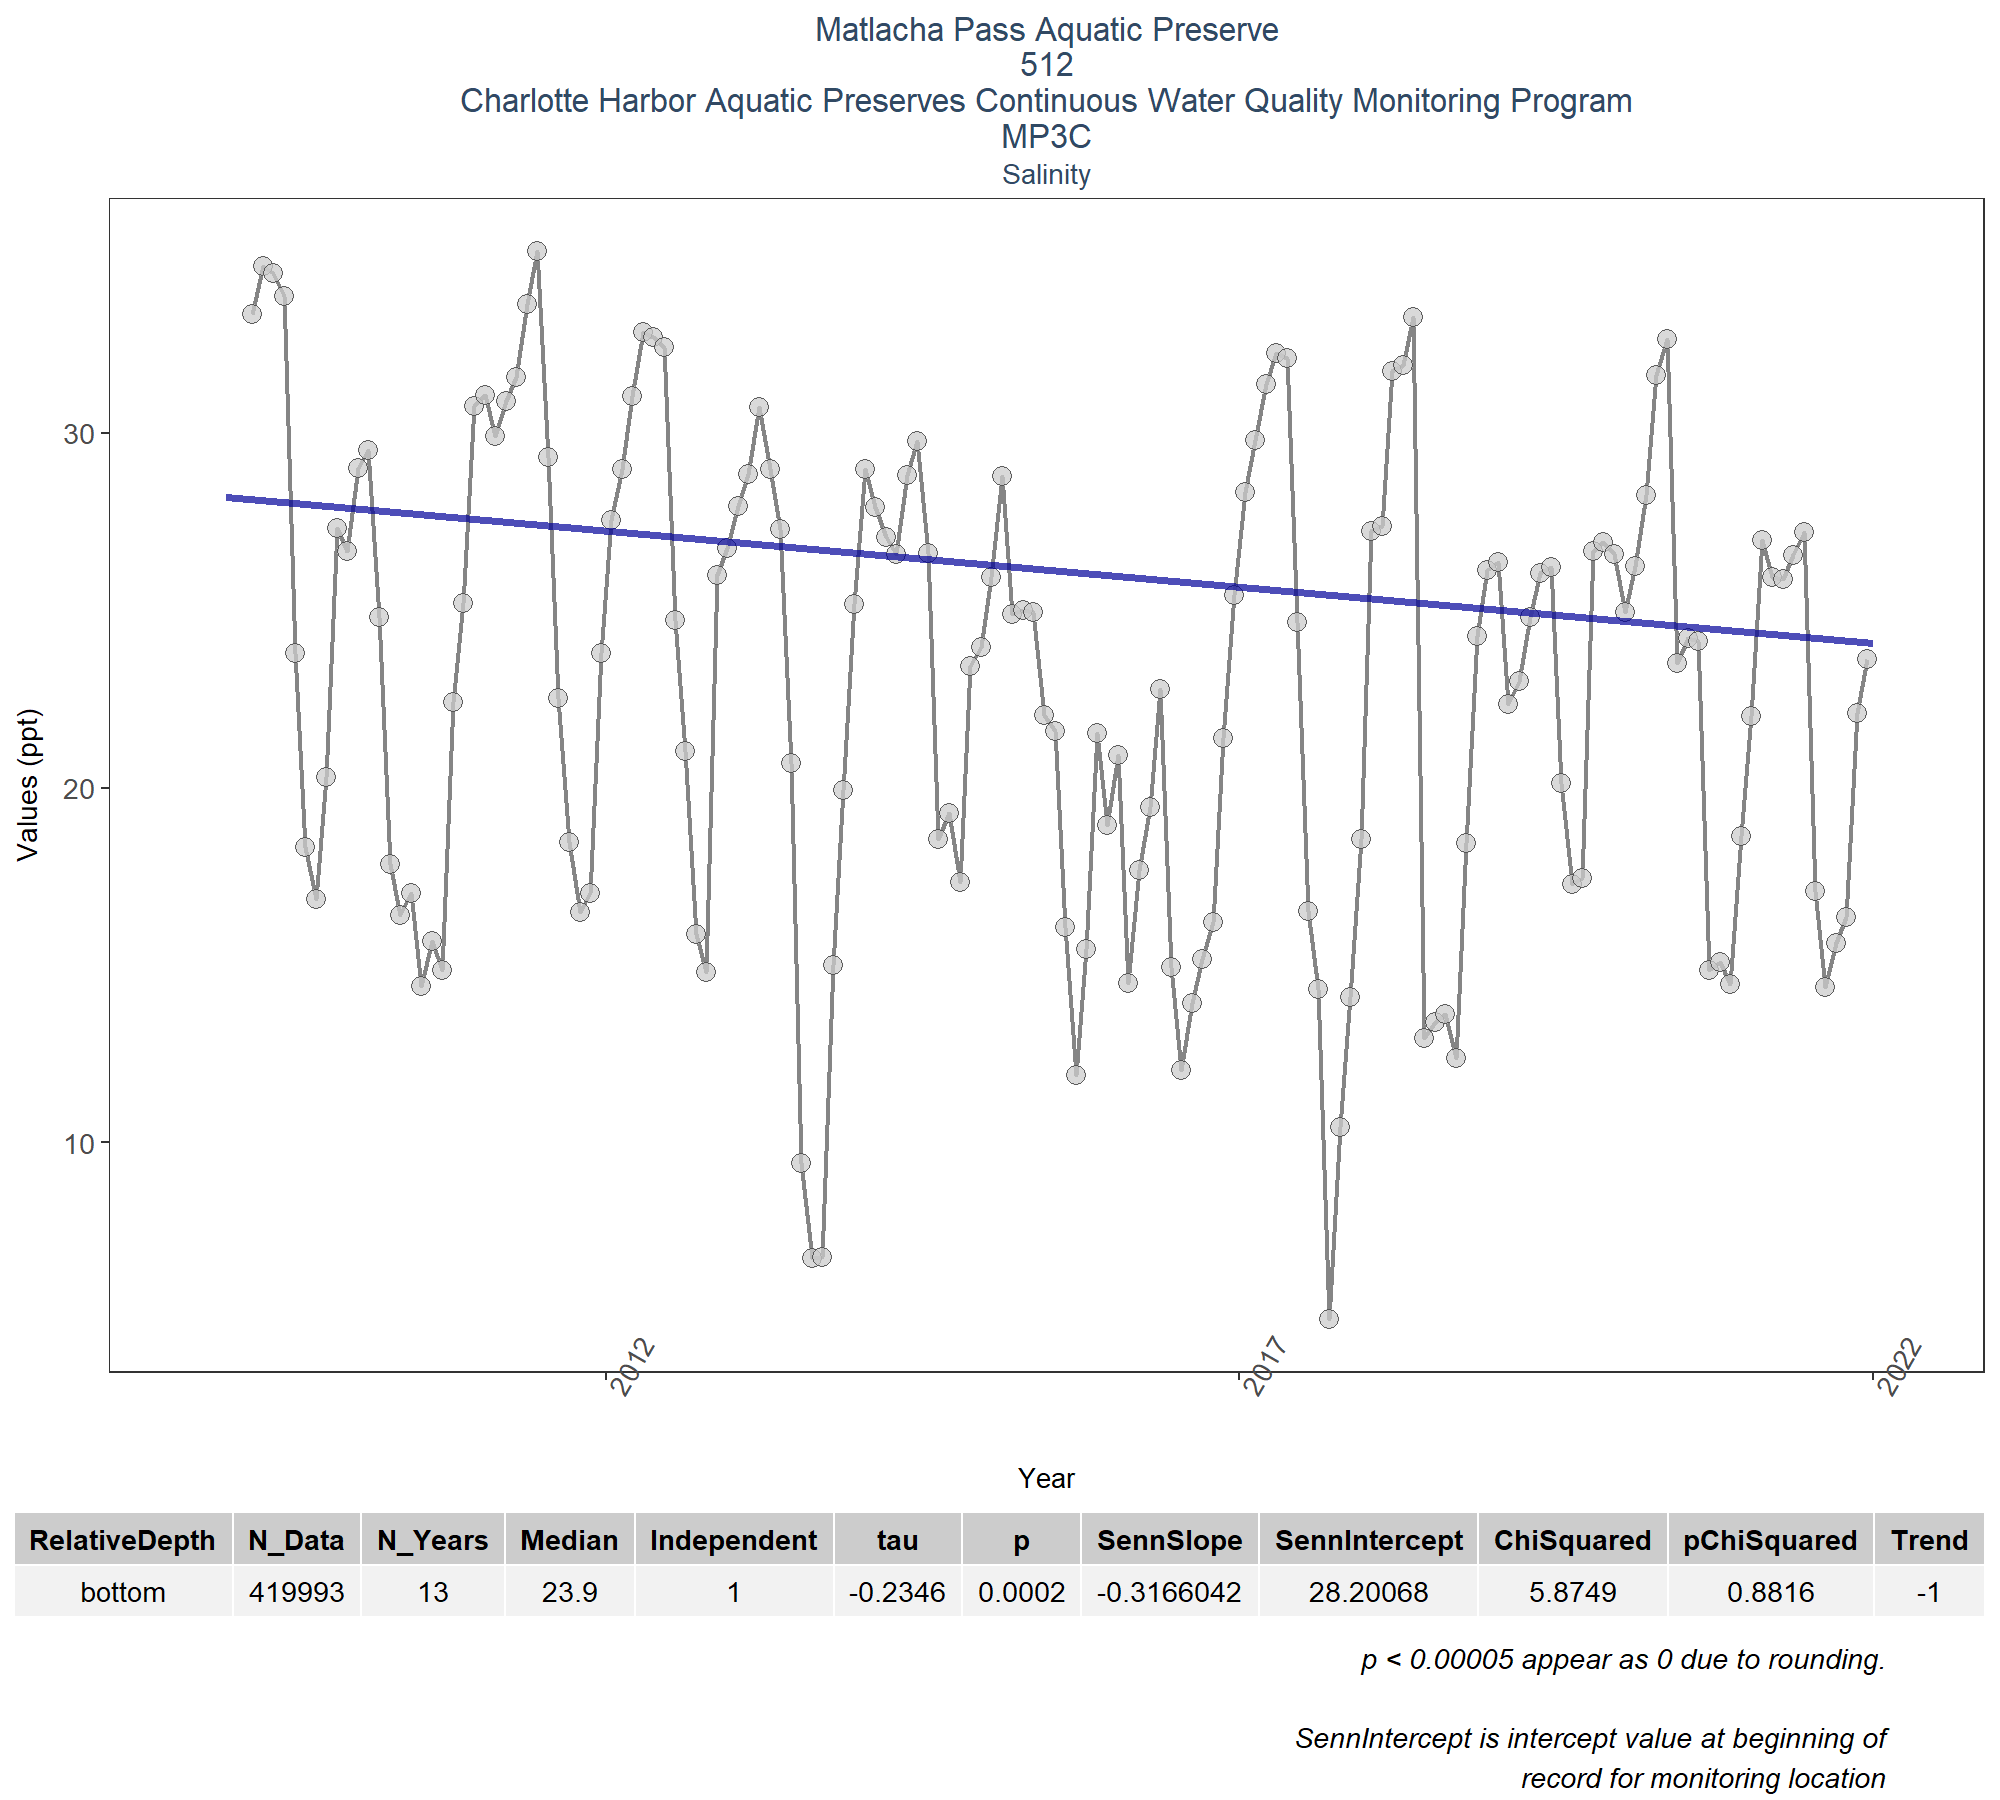 Matlacha Pass Aquatic Preserve
512
Charlotte Harbor Aquatic Preserves Continuous Water Quality Monitoring Program
MP3C
Salinity
Values (ppt)
30
20
10
2012
2017
2022
Year
RelativeDepth N_Data N_Years Median Independent tau p SennSlope SennIntercept ChiSquared pChiSquared Trend
bottom 419993 13 23.9 1 -0.2346 0.0002 -0.3166042 28.20068 5.8749 0.8816 -1
p < 0.00005 appear as 0 due to rounding.
SennIntercept is intercept value at beginning of
record for monitoring location